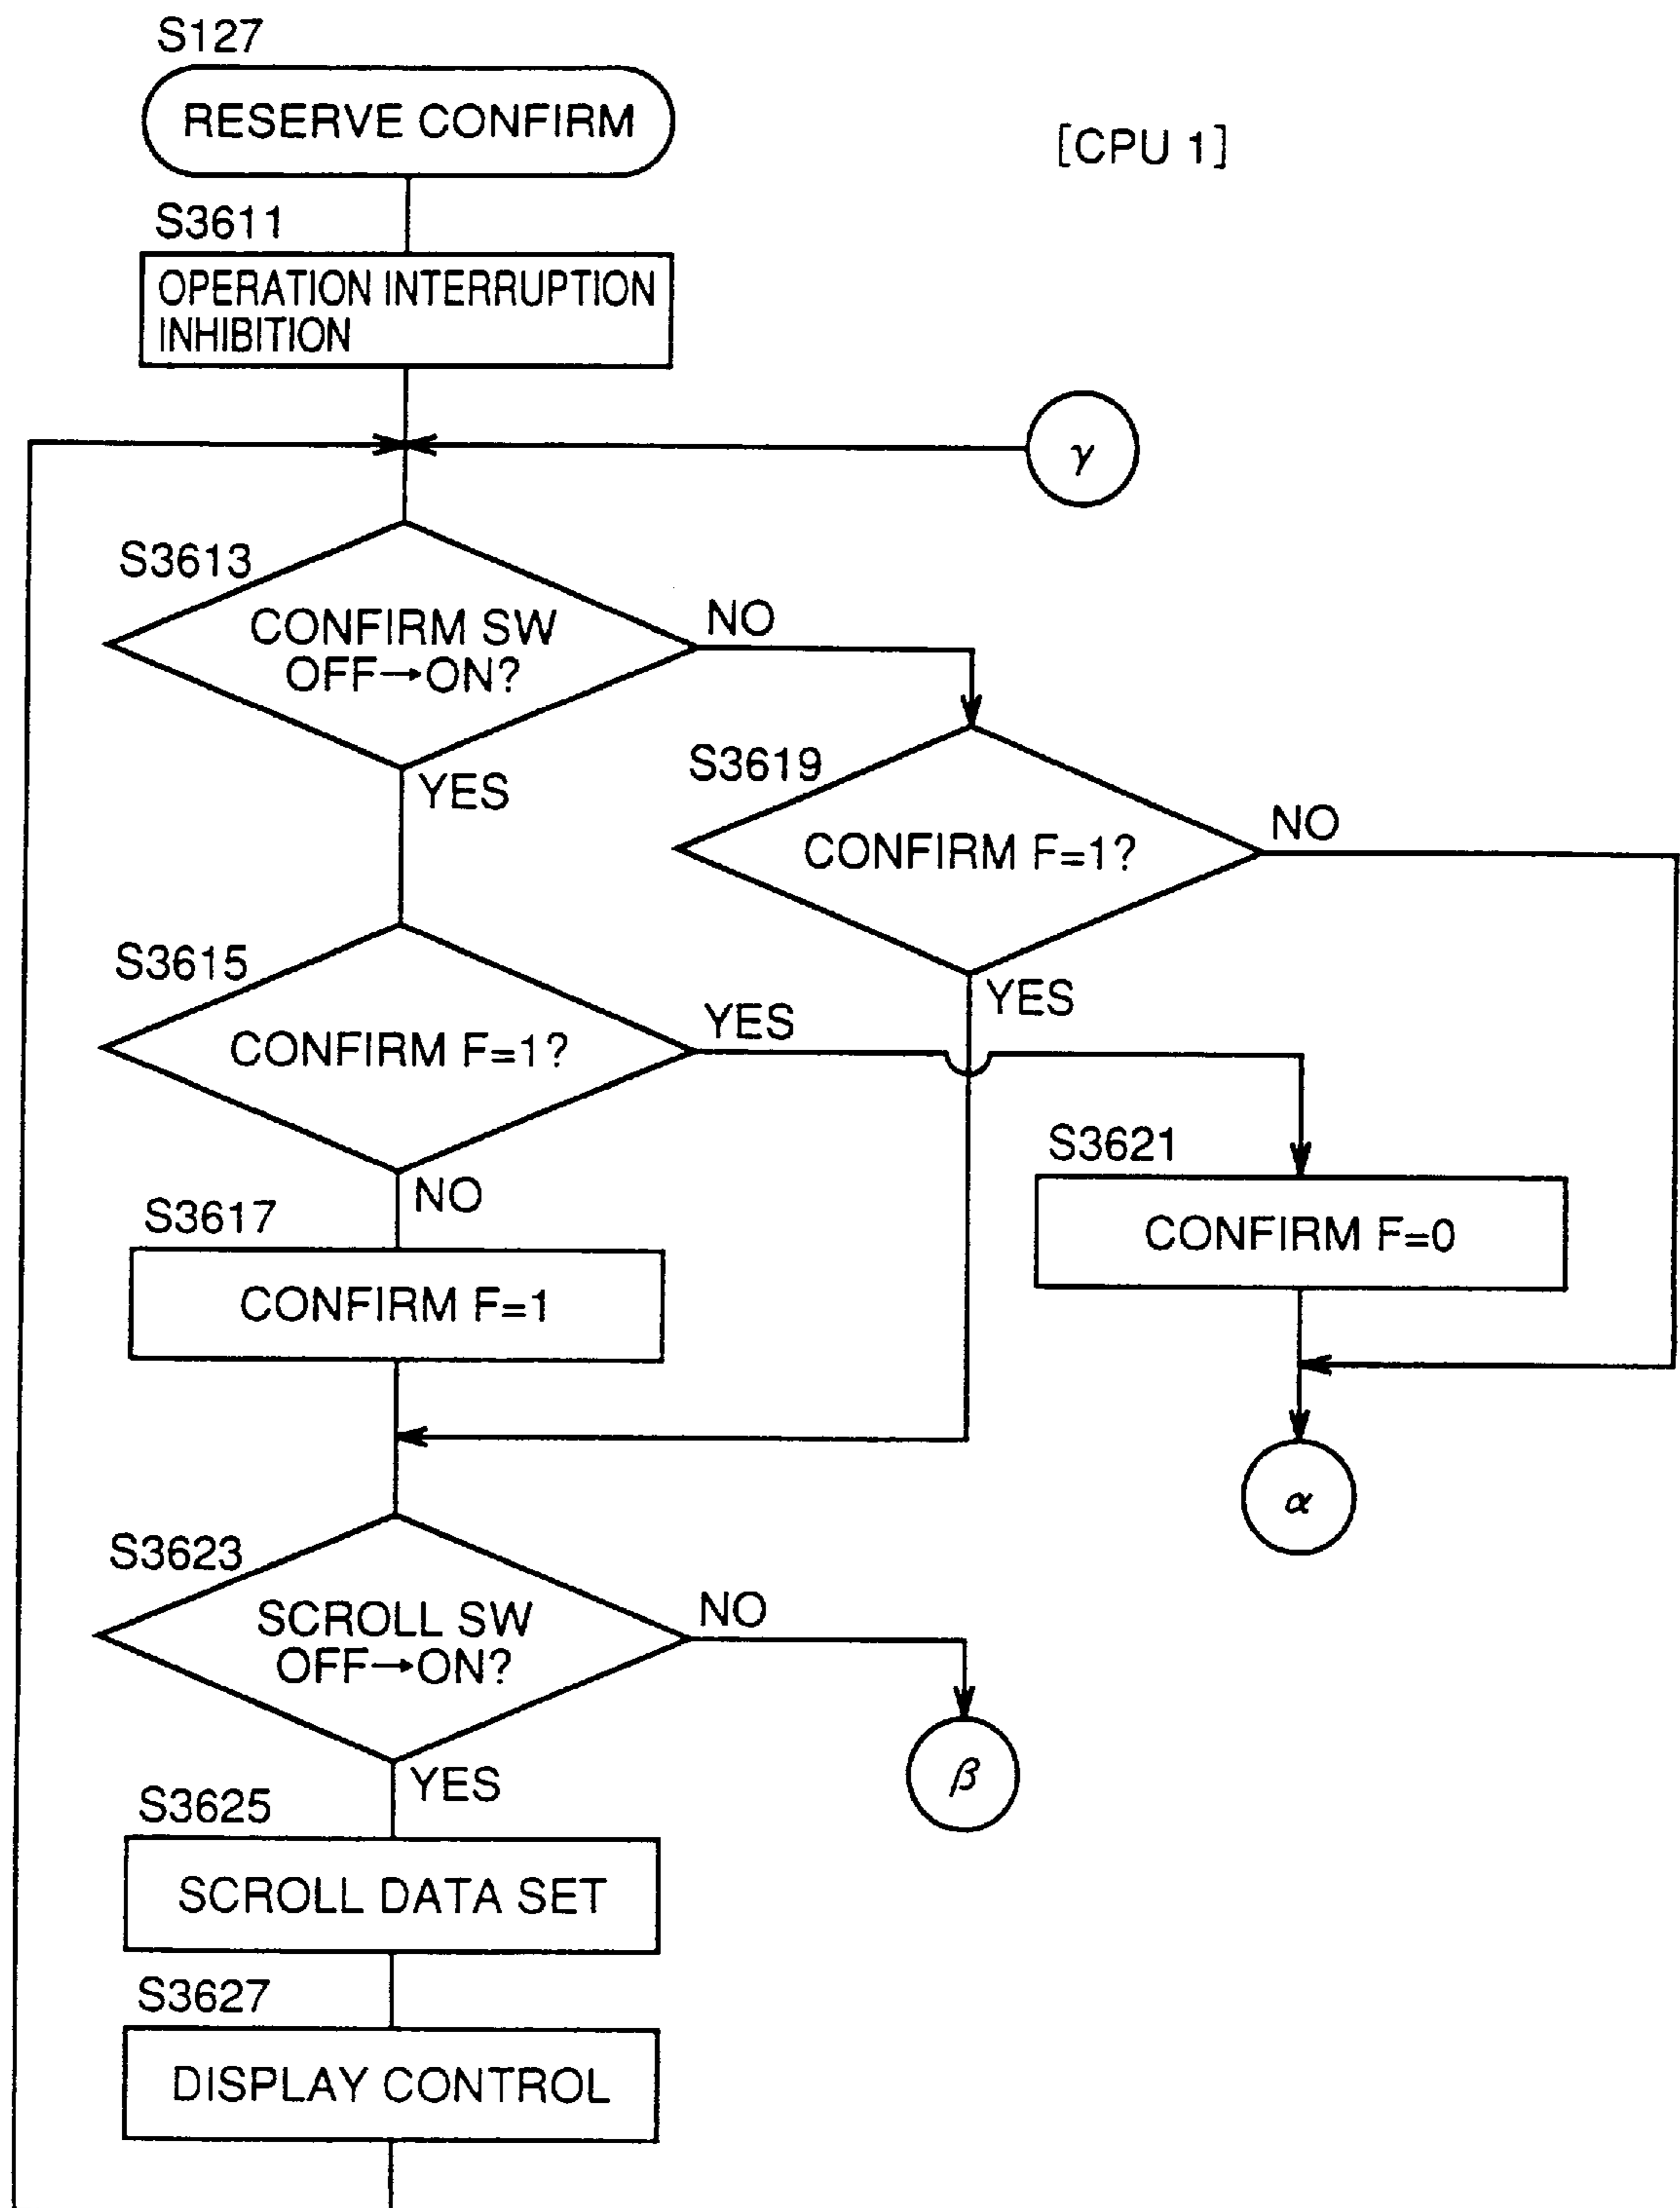 S127
RESERVE CONFIRM
[CPU 1]
S3611
OPERATION INTERRUPTION
INHIBITION
γ
S3613
CONFIRM SW
OFF→ON?
NO
YES
S3619
CONFIRM F=1?
NO
YES
S3615
CONFIRM F=1?
YES
NO
S3621
CONFIRM F=0
S3617
CONFIRM F=1
α
S3623
SCROLL SW
OFF→ON?
NO
YES
β
S3625
SCROLL DATA SET
S3627
DISPLAY CONTROL